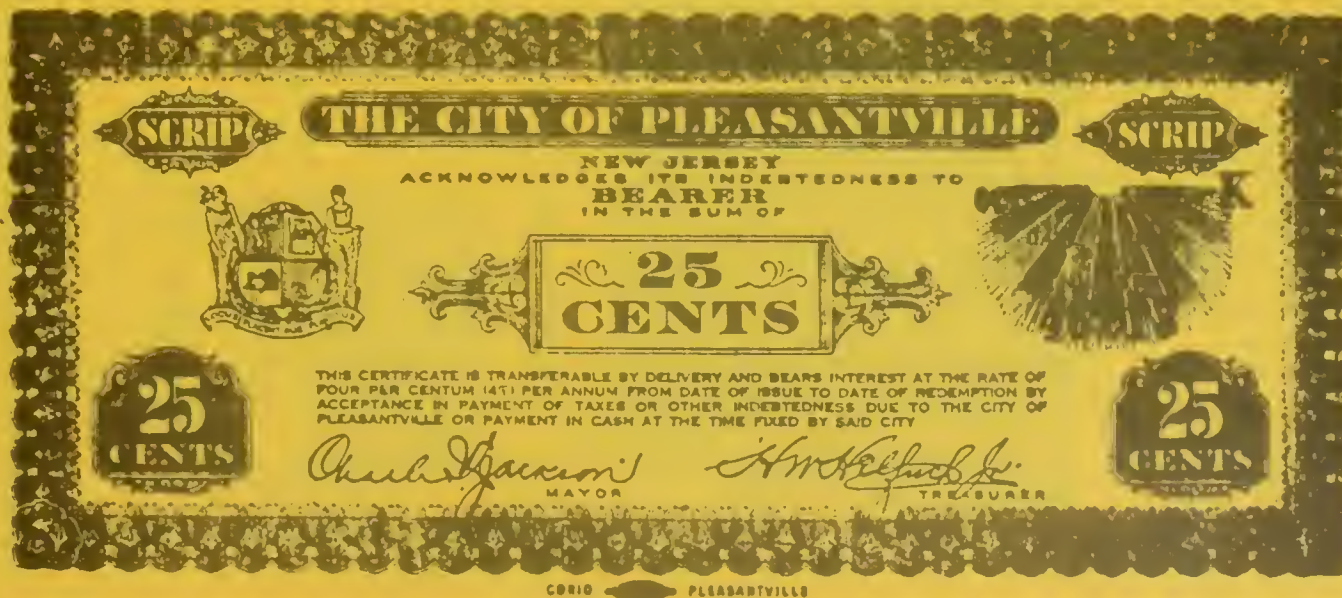 SCRIP THE CITY OF PLEASANTVILLE SCRIP
NEW JERSEY
ACKNOWLEDGES ITS INDEBTEDNESS TO
BEARER
IN THE SUM OF
25
CENTS
THIS CERTIFICATE IS TRANSFERABLE BY DELIVERY AND BEARS INTEREST AT THE RATE OF
FOUR PER CENTUM (4%) PER ANNUM FROM DATE OF ISSUE TO DATE OF REDEMPTION BY
ACCEPTANCE IN PAYMENT OF TAXES OR OTHER INDEBTEDNESS DUE TO THE CITY OF
PLEASANTVILLE OR PAYMENT IN CASH AT THE TIME FIXED BY SAID CITY
25
CENTS
Jackson
MAYOR
H W Helfrich Jr.
TREASURER
25
CENTS
CORIO PLEASANTVILLE